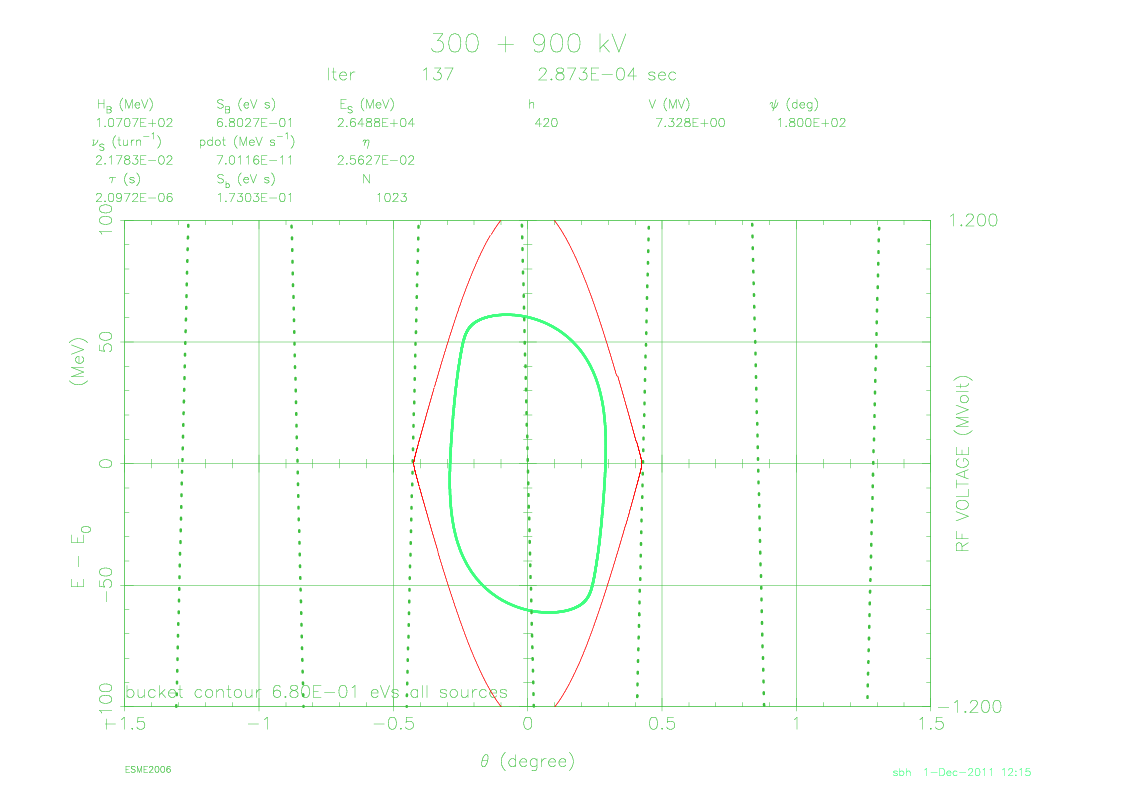 300 + 900 kV
Iter 137 2.873E−04 sec
H_B (MeV) S_B (eV s) E_S (MeV) h V (MV) ψ (deg)
1.0707E+02 6.8027E−01 2.6488E+04 420 7.328E+00 1.800E+02
ν_S (turn⁻¹) pdot (MeV s⁻¹) η
2.1783E−02 7.0116E−11 2.5627E−02
τ (s) S_b (eV s) N
2.0972E−06 1.7303E−01 1023
100 1.200
50
(MeV)
0
RF VOLTAGE (MVolt)
E − E_0
−50
bucket contour 6.80E−01 eVs all sources
−100 −1.200
−1.5 −1 −0.5 0 0.5 1 1.5
θ (degree)
ESME2006 sbh 1−Dec−2011 12:15